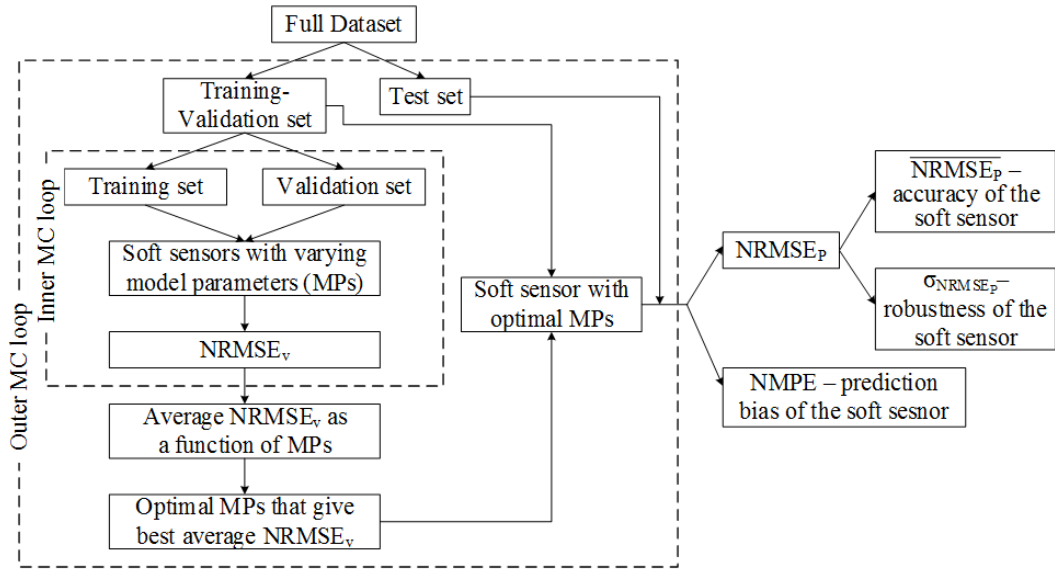 Full Dataset
Training-
Validation set
Test set
Outer MC loop
Inner MC loop
Training set
Validation set
Soft sensors with varying
model parameters (MPs)
NRMSEᵥ
Average NRMSEᵥ as
a function of MPs
Optimal MPs that give
best average NRMSEᵥ
Soft sensor with
optimal MPs
NRMSE_P
N̅R̅M̅S̅E̅_̅P̅ –
accuracy of the
soft sensor
σ_NRMSE_P–
robustness of the
soft sensor
NMPE – prediction
bias of the soft sesnor